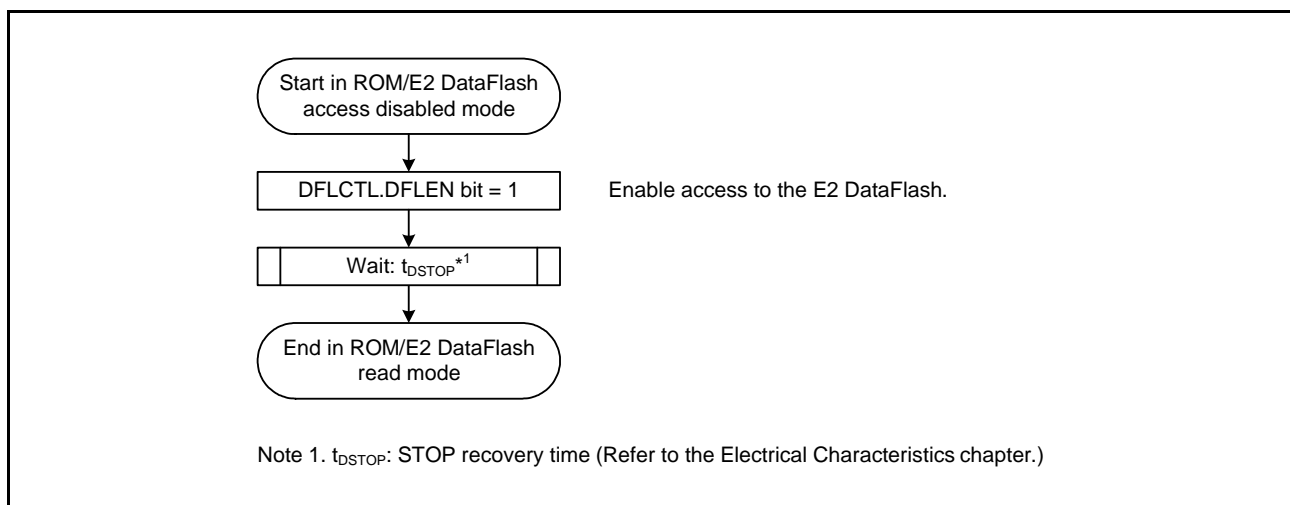 Start in ROM/E2 DataFlash
access disabled mode
DFLCTL.DFLEN bit = 1
Enable access to the E2 DataFlash.
Wait: tDSTOP*1
End in ROM/E2 DataFlash
read mode
Note 1. tDSTOP: STOP recovery time (Refer to the Electrical Characteristics chapter.)